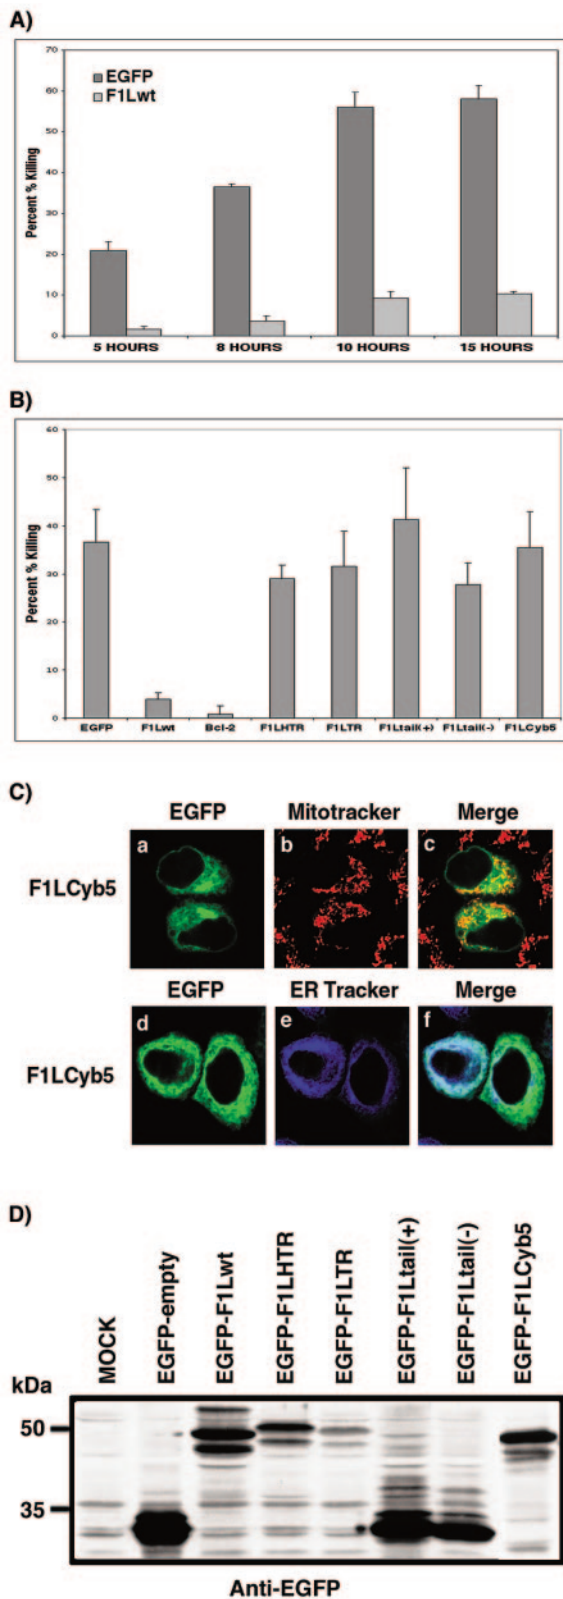 A)
70
60
50
40
30
20
10
0
Percent % Killing
EGFP
F1Lwt
5 HOURS 8 HOURS 10 HOURS 15 HOURS
B)
60
50
40
30
20
10
0
Percent % Killing
EGFP F1Lwt Bcl-2 F1LHTR F1LTR F1Ltail(+) F1Ltail(-) F1LCyb5
C)
EGFP Mitotracker Merge
F1LCyb5
a b c
EGFP ER Tracker Merge
F1LCyb5
d e f
D)
MOCK
EGFP-empty
EGFP-F1Lwt
EGFP-F1LHTR
EGFP-F1LTR
EGFP-F1Ltail(+)
EGFP-F1Ltail(-)
EGFP-F1LCyb5
kDa
50
35
Anti-EGFP